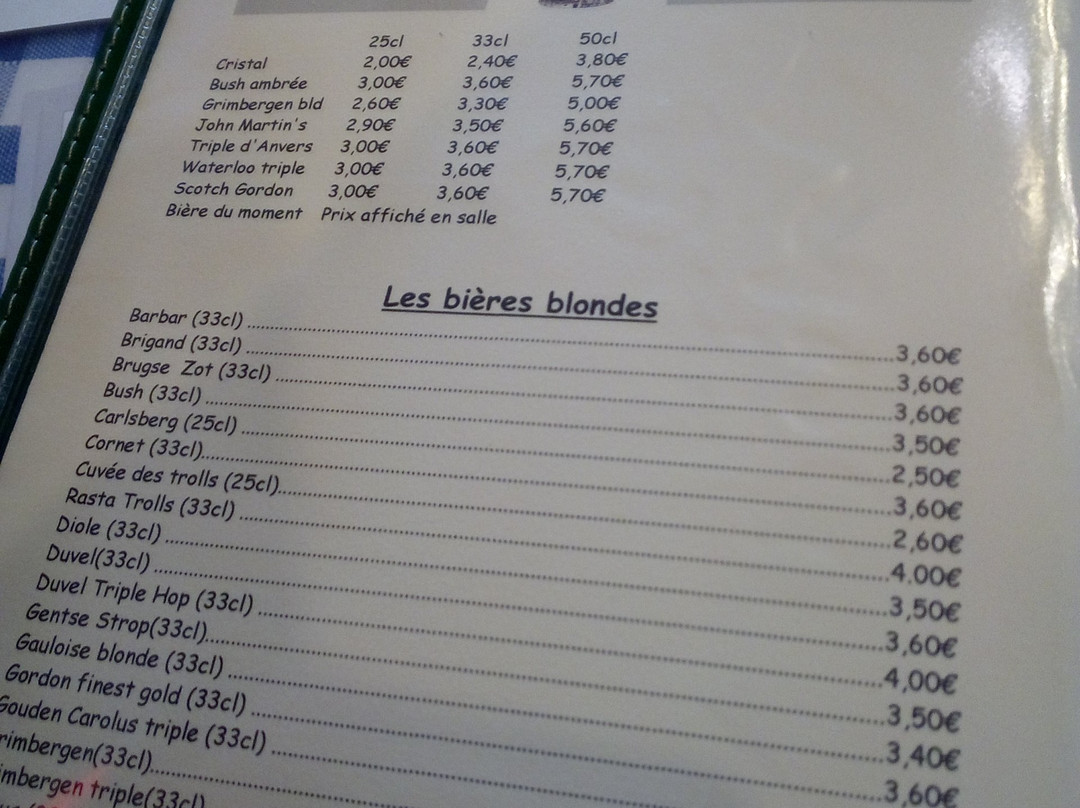 25cl 33cl 50cl
Cristal 2,00€ 2,40€ 3,80€
Bush ambrée 3,00€ 3,60€ 5,70€
Grimbergen bld 2,60€ 3,30€ 5,00€
John Martin's 2,90€ 3,50€ 5,60€
Triple d'Anvers 3,00€ 3,60€ 5,70€
Waterloo triple 3,00€ 3,60€ 5,70€
Scotch Gordon 3,00€ 3,60€ 5,70€
Bière du moment Prix affiché en salle
Les bières blondes
Barbar (33cl) 3,60€
Brigand (33cl) 3,60€
Brugse Zot (33cl) 3,60€
Bush (33cl) 3,50€
Carlsberg (25cl) 2,50€
Cornet (33cl) 3,60€
Cuvée des trolls (25cl) 2,60€
Rasta Trolls (33cl) 4.00€
Diole (33cl) 3,50€
Duvel(33cl) 3,60€
Duvel Triple Hop (33cl) 4,00€
Gentse Strop(33cl) 3,50€
Gauloise blonde (33cl) 3,40€
Gordon finest gold (33cl) 3,60€
Gouden Carolus triple (33cl)
rimbergen(33cl)
imbergen triple(33cl)